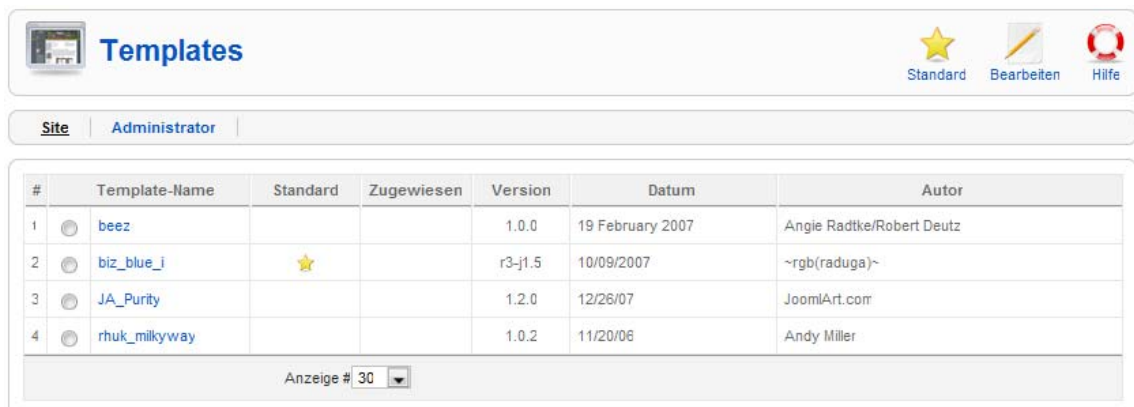 Templates
Standard Bearbeiten Hilfe
Site Administrator
# Template-Name Standard Zugewiesen Version Datum Autor
1 beez 1.0.0 19 February 2007 Angie Radtke/Robert Deutz
2 biz_blue_i r3-j1.5 10/09/2007 ~rgb(raduga)~
3 JA_Purity 1.2.0 12/26/07 JoomlArt.com
4 rhuk_milkyway 1.0.2 11/20/06 Andy Miller
Anzeige # 30